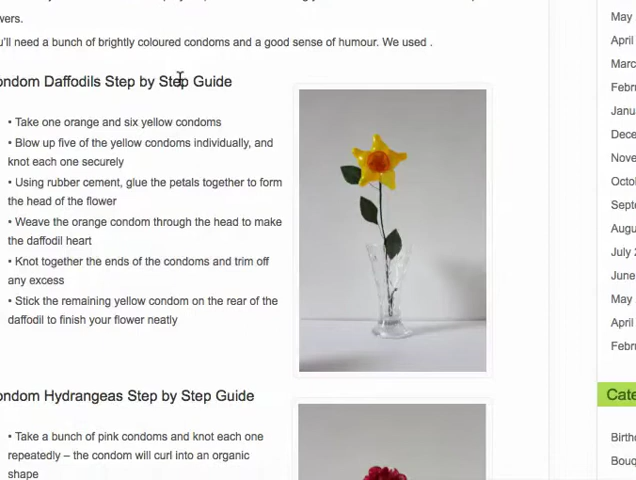 wers.
u'll need a bunch of brightly coloured condoms and a good sense of humour. We used .
ondom Daffodils Step by Step Guide
• Take one orange and six yellow condoms
• Blow up five of the yellow condoms individually, and
knot each one securely
• Using rubber cement, glue the petals together to form
the head of the flower
• Weave the orange condom through the head to make
the daffodil heart
• Knot together the ends of the condoms and trim off
any excess
• Stick the remaining yellow condom on the rear of the
daffodil to finish your flower neatly
ondom Hydrangeas Step by Step Guide
• Take a bunch of pink condoms and knot each one
repeatedly – the condom will curl into an organic
shape
May
April
Marc
Febru
Janu
Dece
Nove
Octo
Septe
Augu
July 2
June
May
April
Febru
Cate
Birthd
Bouq